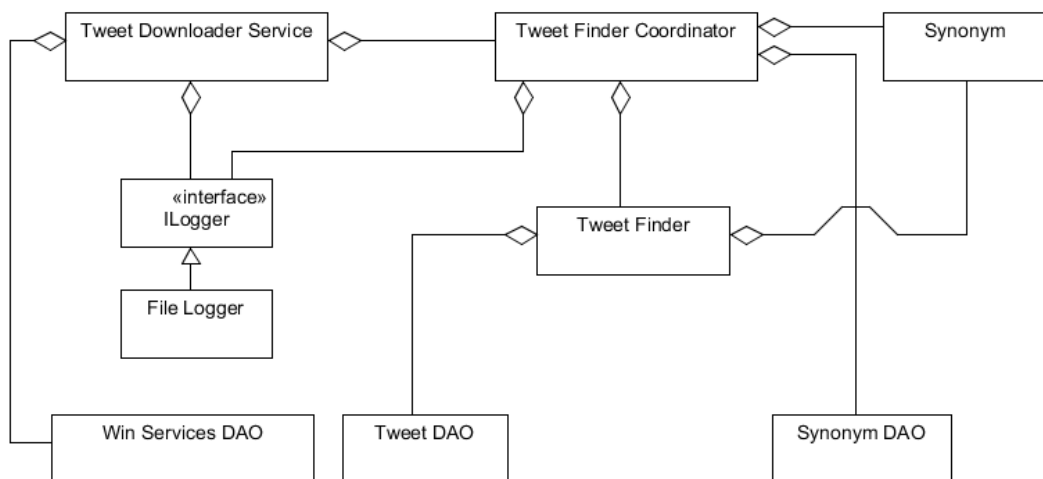 Tweet Downloader Service
Tweet Finder Coordinator
Synonym
«interface»
ILogger
Tweet Finder
File Logger
Win Services DAO
Tweet DAO
Synonym DAO